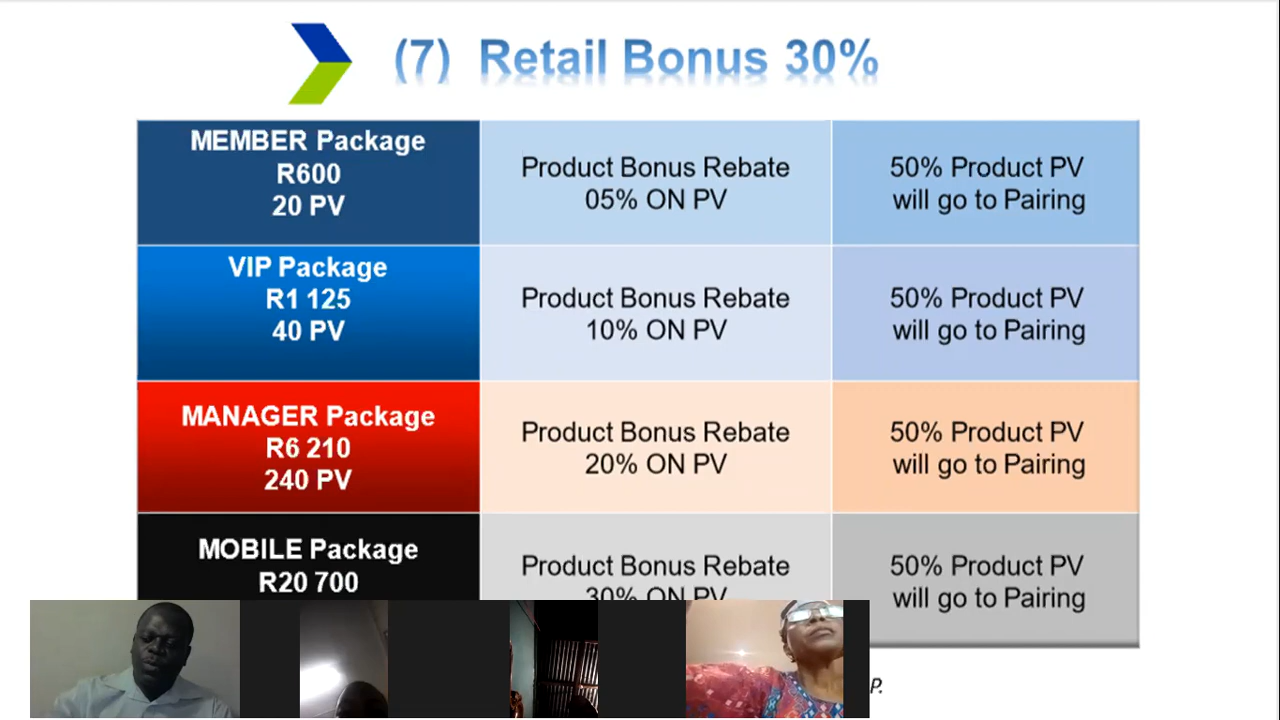 (7) Retail Bonus 30%
MEMBER Package
R600
20 PV
Product Bonus Rebate
05% ON PV
50% Product PV
will go to Pairing
VIP Package
R1 125
40 PV
Product Bonus Rebate
10% ON PV
50% Product PV
will go to Pairing
MANAGER Package
R6 210
240 PV
Product Bonus Rebate
20% ON PV
50% Product PV
will go to Pairing
MOBILE Package
R20 700
Product Bonus Rebate
30% ON PV
50% Product PV
will go to Pairing
P.